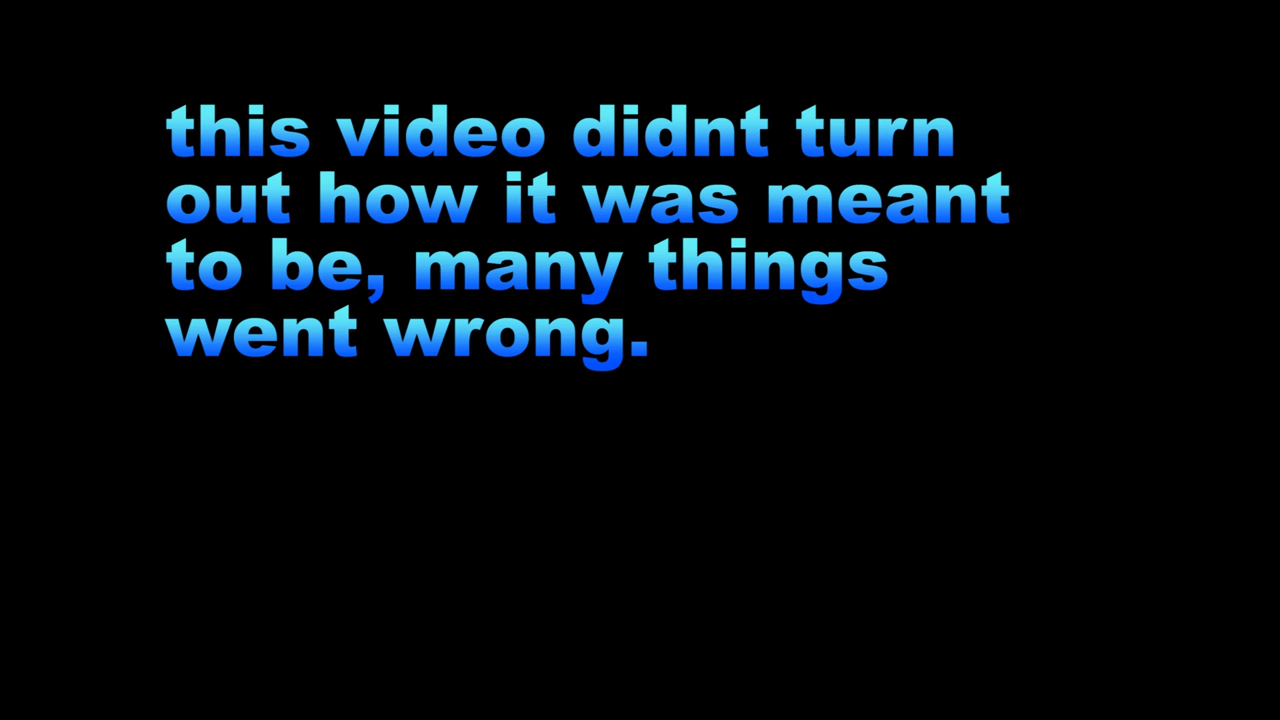 this video didnt turn
out how it was meant
to be, many things
went wrong.